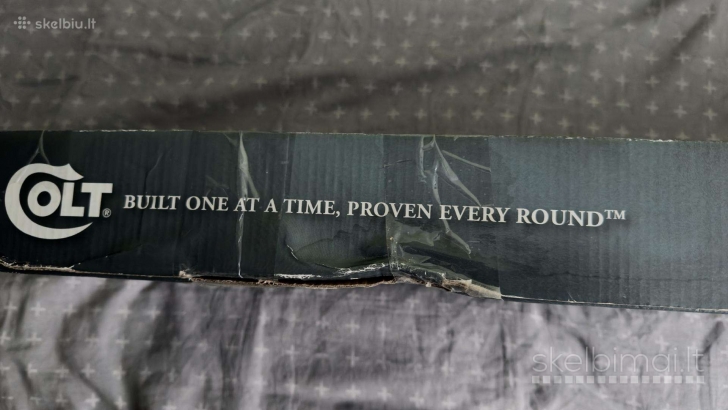 skelbiu.lt
COLT® BUILT ONE AT A TIME, PROVEN EVERY ROUND™
skelbimai.lt